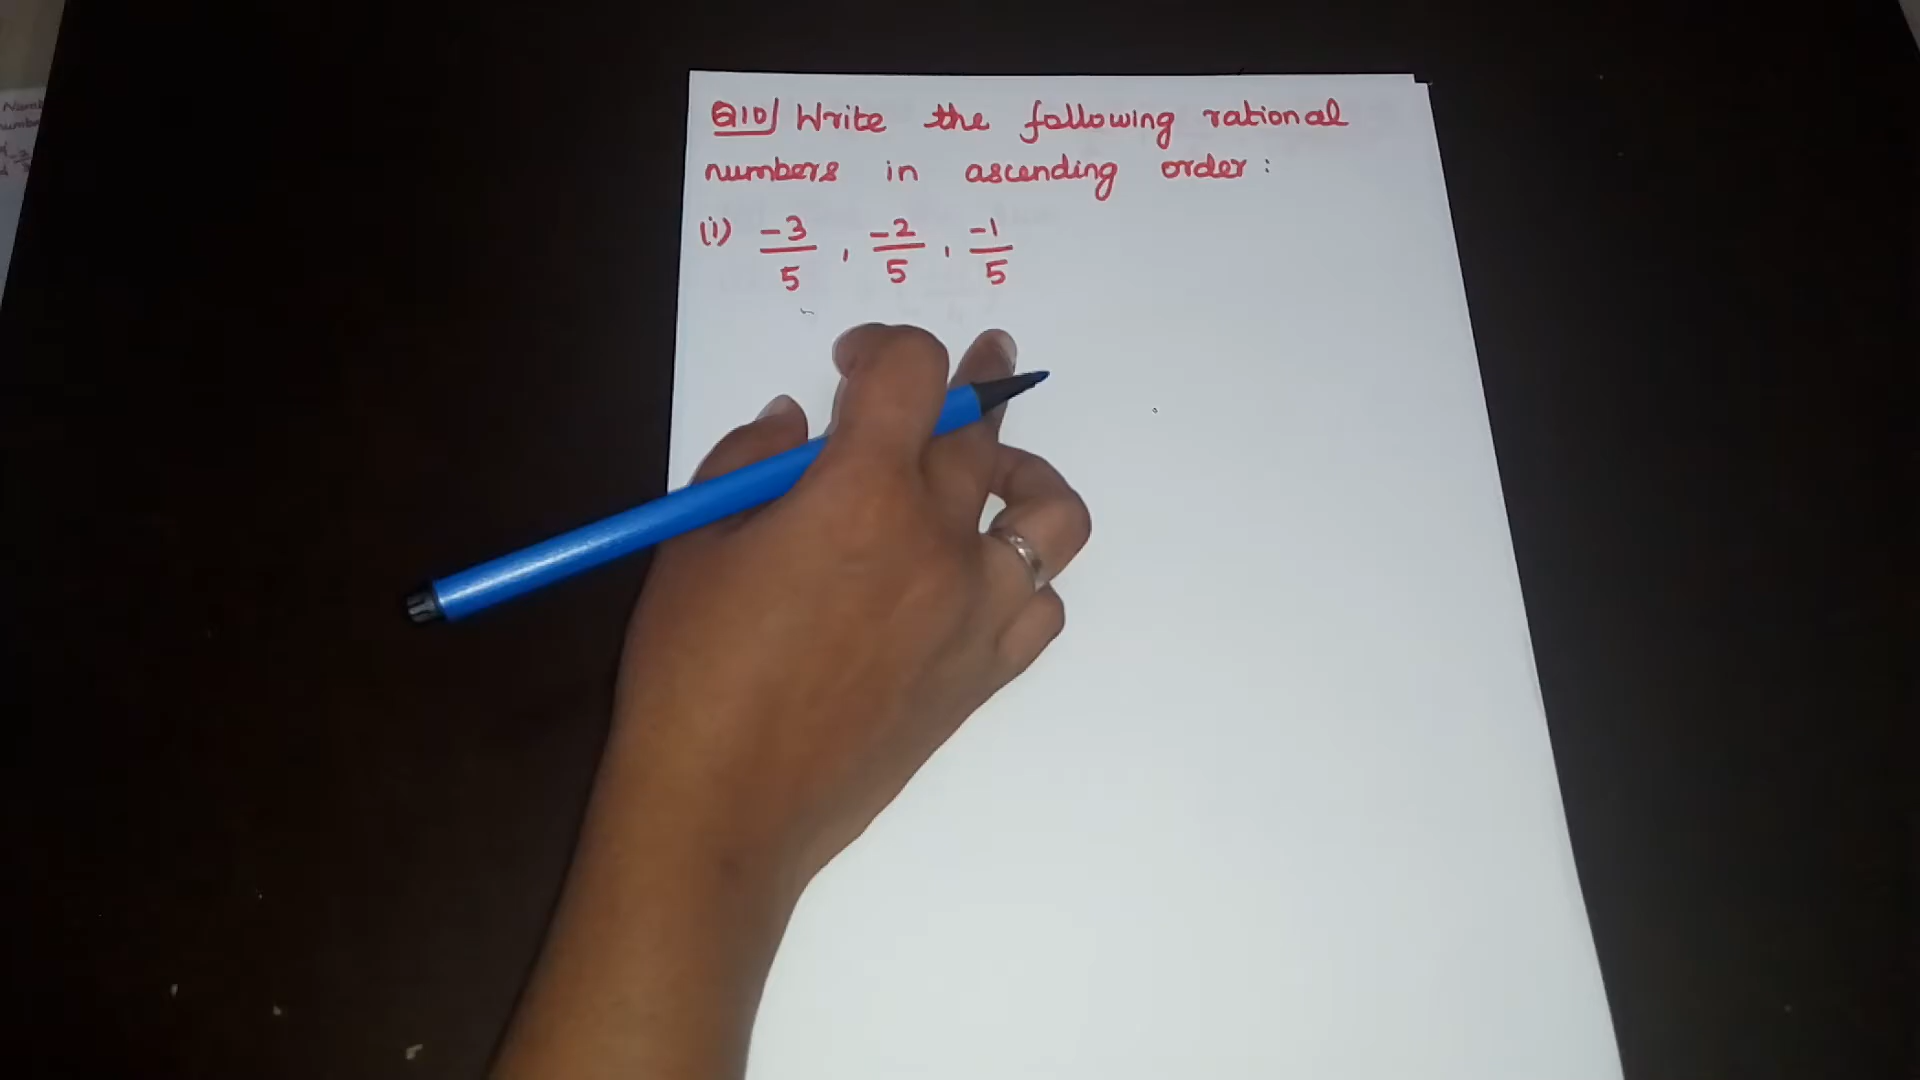 Q10) Write the following rational
numbers in ascending order:
(i) -3/5, -2/5, -1/5